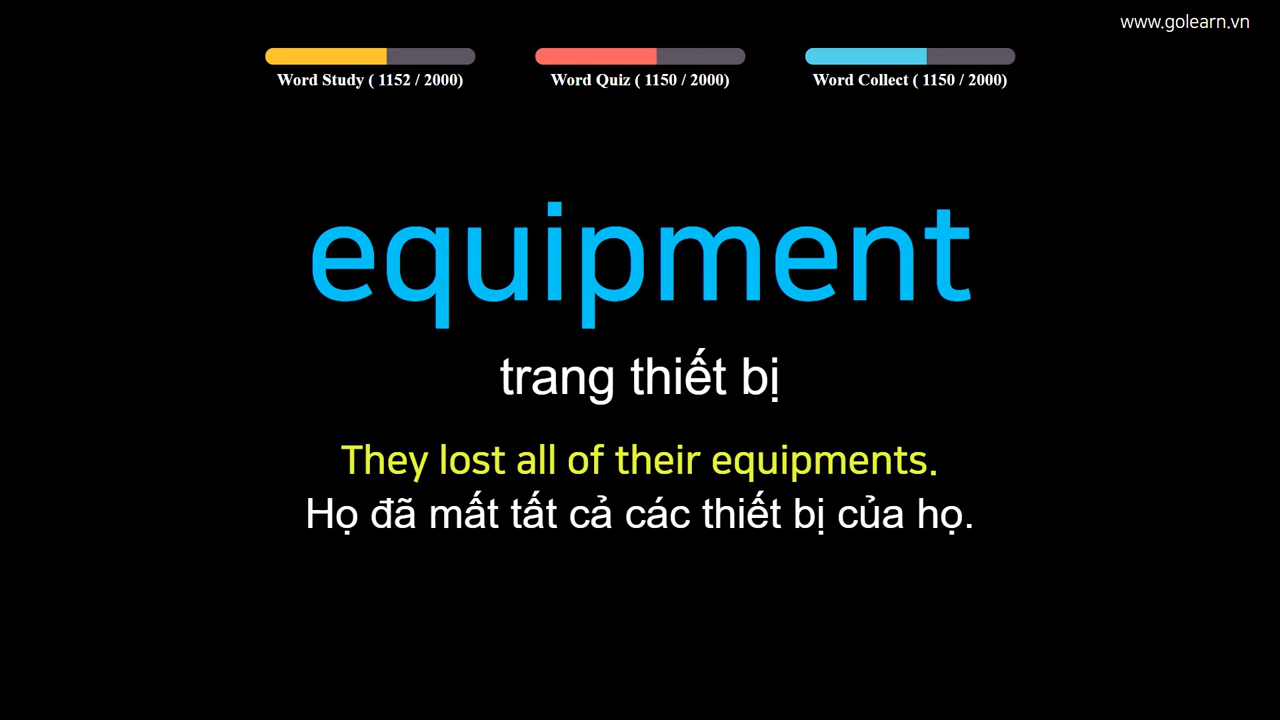 www.golearn.vn
Word Study ( 1152 / 2000)
Word Quiz ( 1150 / 2000)
Word Collect ( 1150 / 2000)
equipment
trang thiết bị
They lost all of their equipments.
Họ đã mất tất cả các thiết bị của họ.